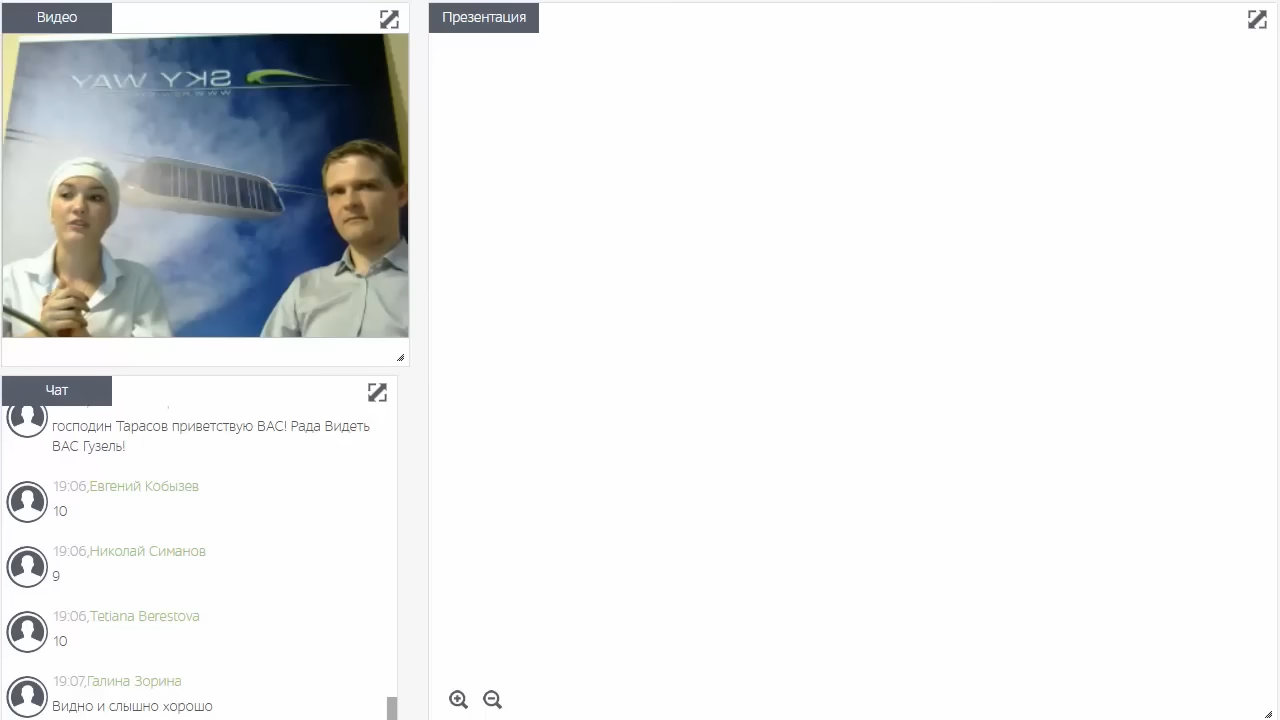 Видео
SKY WAY
Презентация
Чат
господин Тарасов приветствую ВАС! Рада Видеть
ВАС Гузель!
19:06,Евгений Кобызев
10
19:06,Николай Симанов
9
19:06,Tetiana Berestova
10
19:07,Галина Зорина
Видно и слышно хорошо